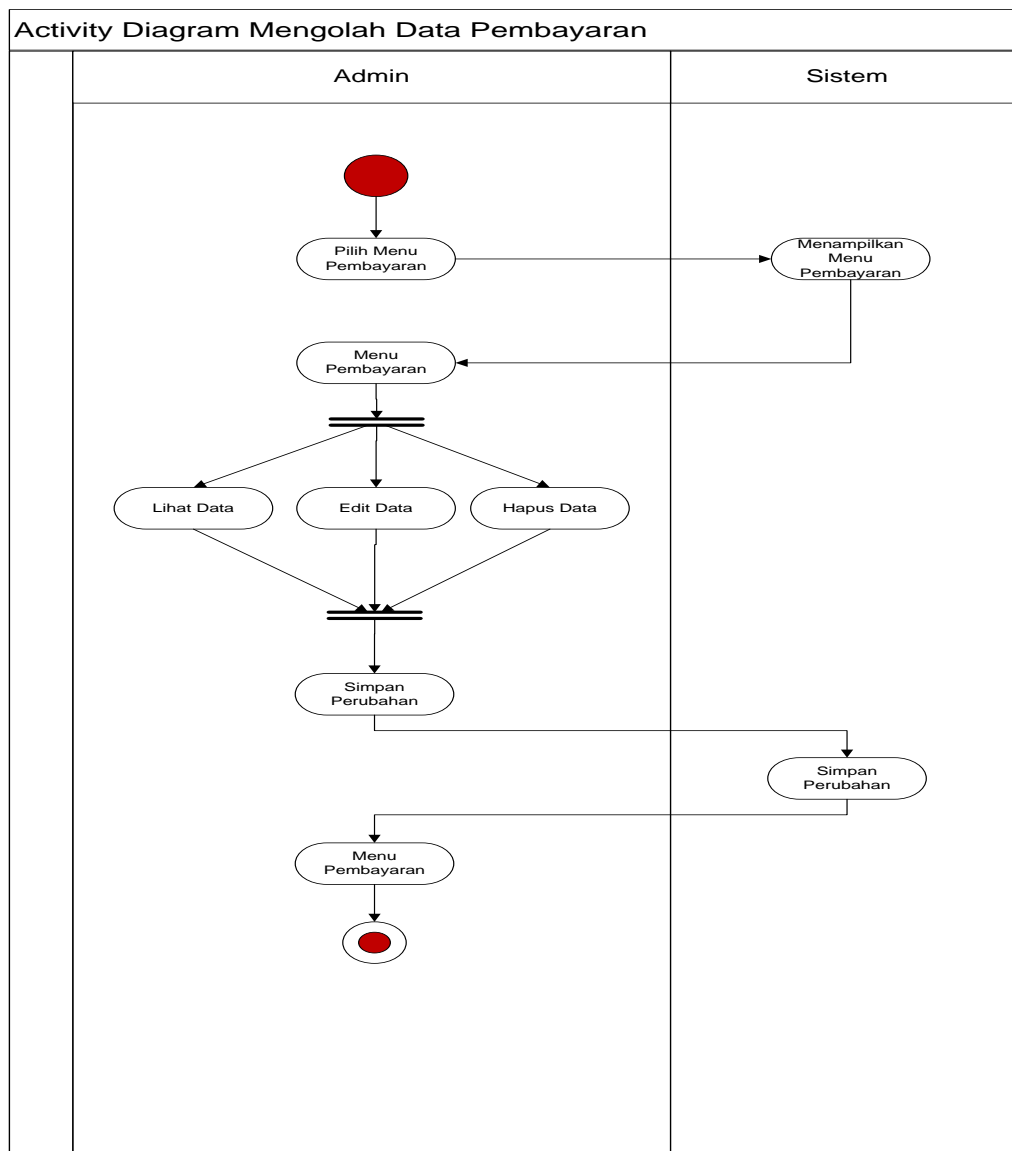 Activity Diagram Mengolah Data Pembayaran
Admin
Sistem
Pilih Menu
Pembayaran
Menampilkan
Menu
Pembayaran
Menu
Pembayaran
Lihat Data
Edit Data
Hapus Data
Simpan
Perubahan
Simpan
Perubahan
Menu
Pembayaran